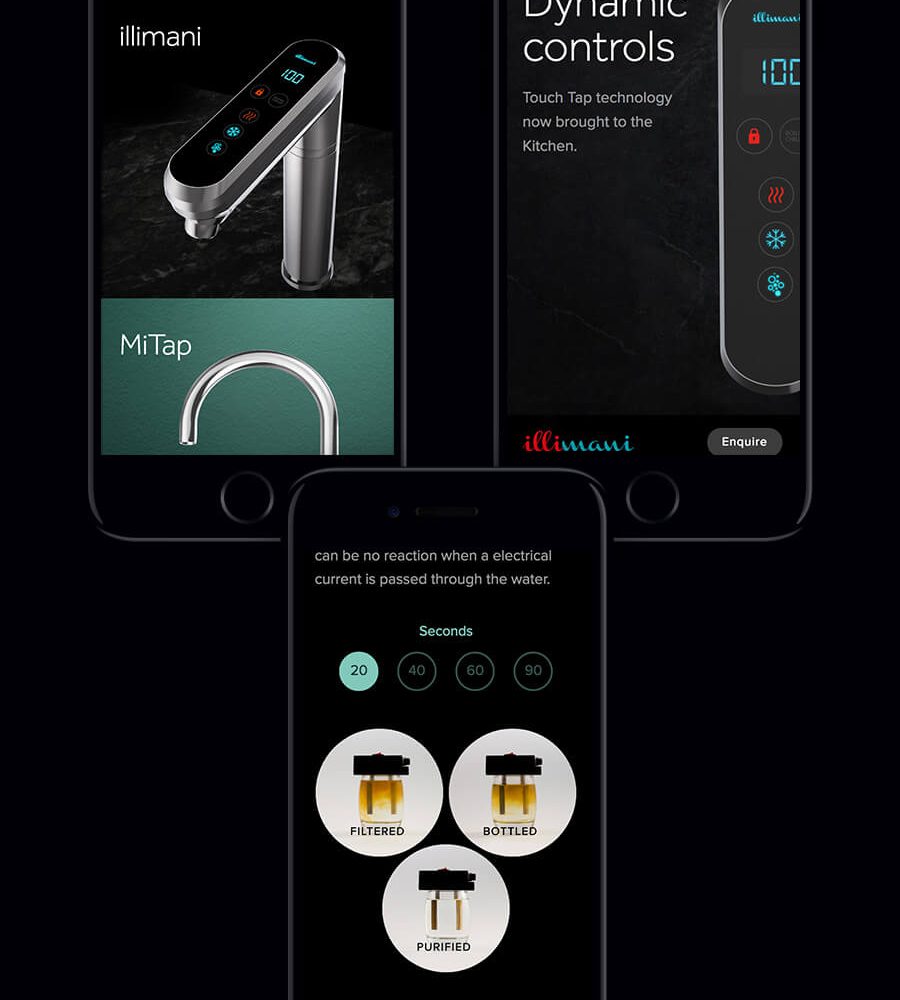 illimani
illimani
100
MiTap
Dynamic
controls
Touch Tap technology
now brought to the
Kitchen.
illimani
100
illimani
Enquire
can be no reaction when a electrical
current is passed through the water.
Seconds
20
40
60
90
FILTERED
BOTTLED
PURIFIED